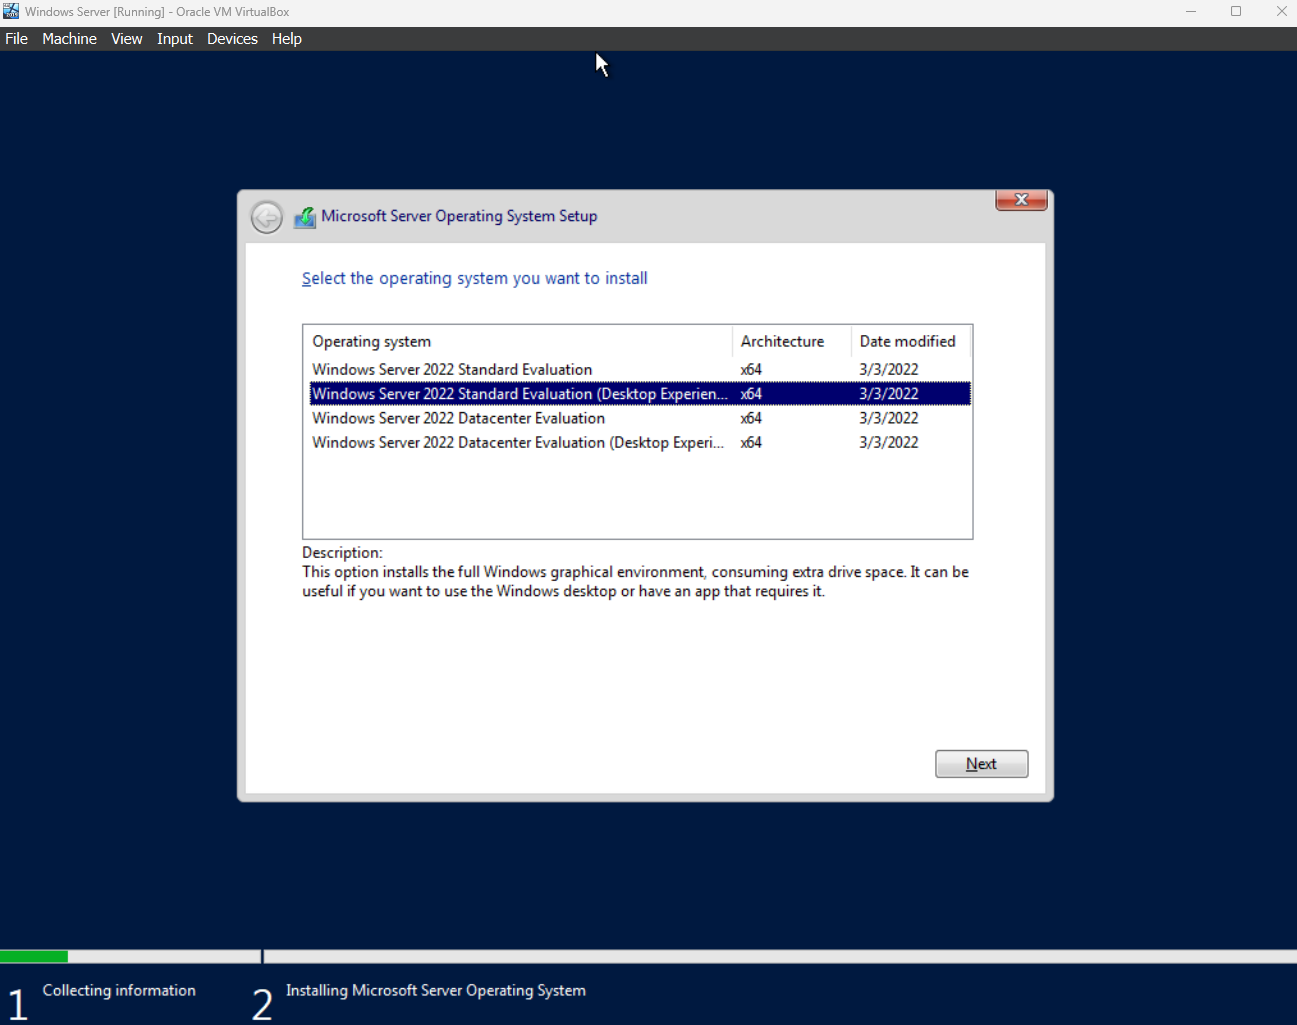 Windows Server [Running] - Oracle VM VirtualBox
File Machine View Input Devices Help
Microsoft Server Operating System Setup
Select the operating system you want to install
Operating system Architecture Date modified
Windows Server 2022 Standard Evaluation x64 3/3/2022
Windows Server 2022 Standard Evaluation (Desktop Experien... x64 3/3/2022
Windows Server 2022 Datacenter Evaluation x64 3/3/2022
Windows Server 2022 Datacenter Evaluation (Desktop Experi... x64 3/3/2022
Description:
This option installs the full Windows graphical environment, consuming extra drive space. It can be
useful if you want to use the Windows desktop or have an app that requires it.
Next
1 Collecting information 2 Installing Microsoft Server Operating System